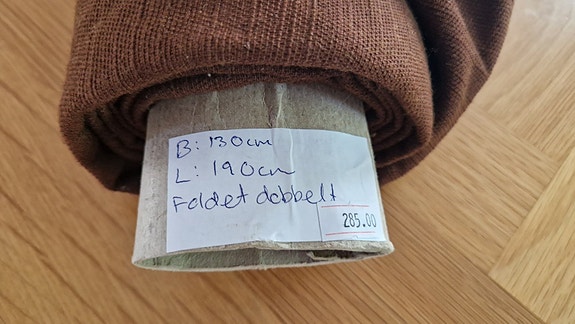 B: 130cm
L: 190cm
Foldet dobbelt
285.00